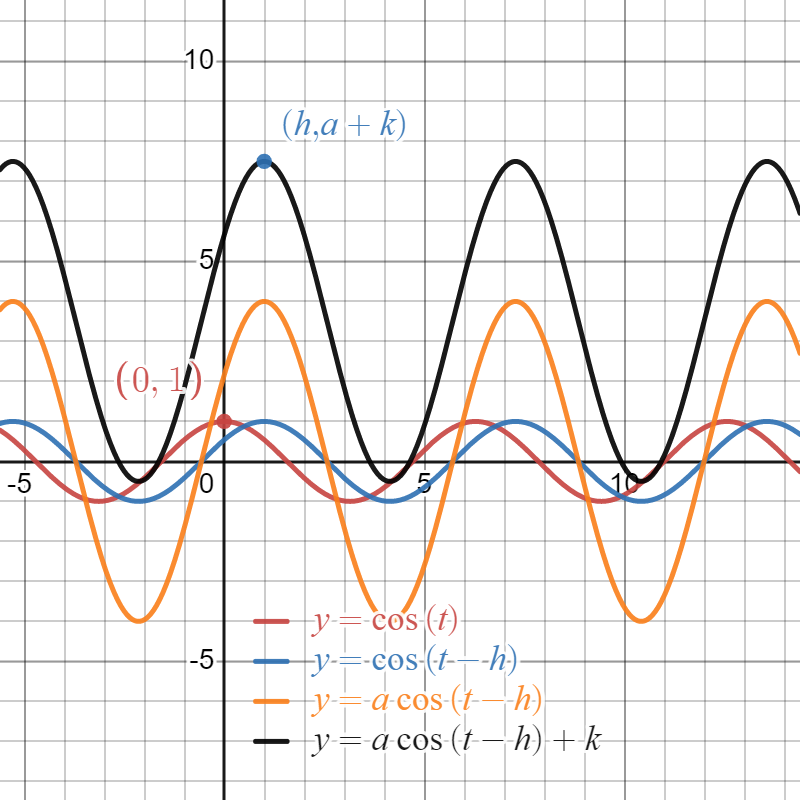 10
(h,a + k)
5
(0, 1)
-5
0
5
10
-5
y = cos (t)
y = cos (t − h)
y = a cos (t − h)
y = a cos (t − h) + k